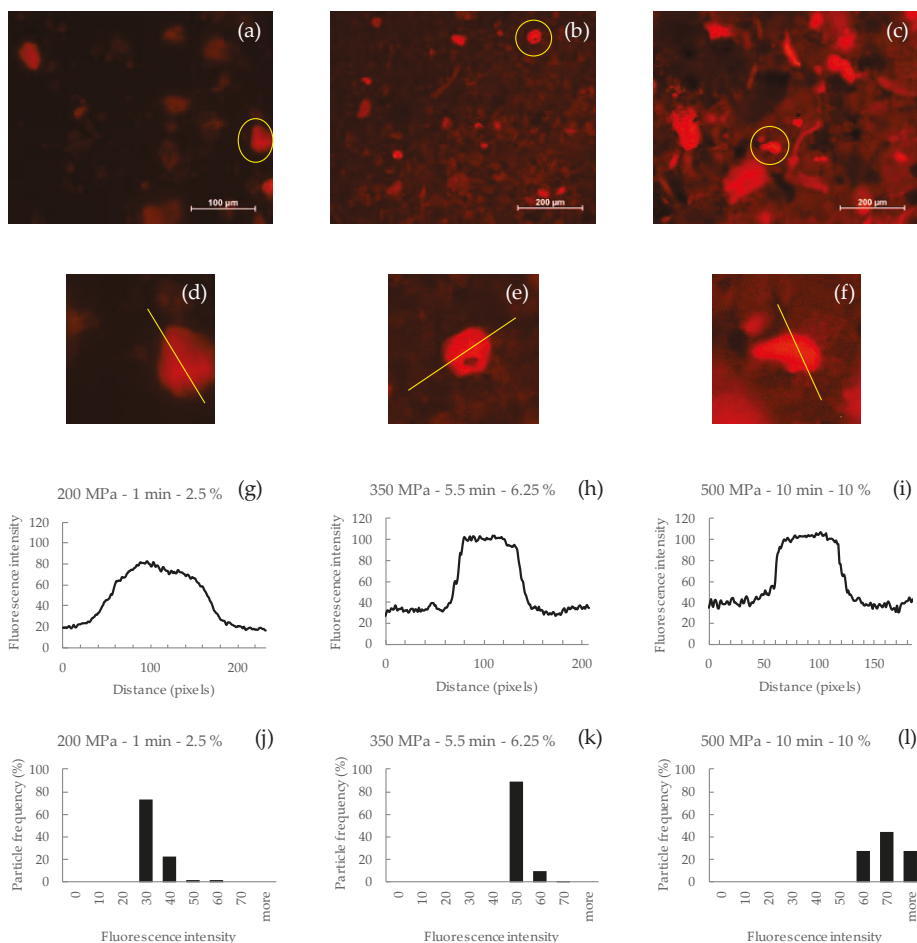 (a)
(b)
(c)
100 µm
200 µm
200 µm
(d)
(e)
(f)
200 MPa - 1 min - 2.5 % (g)
350 MPa - 5.5 min - 6.25 % (h)
500 MPa - 10 min - 10 % (i)
Fluorescence intensity
120
100
80
60
40
20
0
0 100 200
Distance (pixels)
Fluorescence intensity
120
100
80
60
40
20
0
0 100 200
Distance (pixels)
Fluorescence intensity
120
100
80
60
40
20
0
0 50 100 150
Distance (pixels)
200 MPa - 1 min - 2.5 % (j)
350 MPa - 5.5 min - 6.25 % (k)
500 MPa - 10 min - 10 % (l)
Particle frequency (%)
100
80
60
40
20
0
0 10 20 30 40 50 60 70 more
Fluorescence intensity
Particle frequency (%)
100
80
60
40
20
0
0 10 20 30 40 50 60 70 more
Fluorescence intensity
Particle frequency (%)
100
80
60
40
20
0
0 10 20 30 40 50 60 70 more
Fluorescence intensity